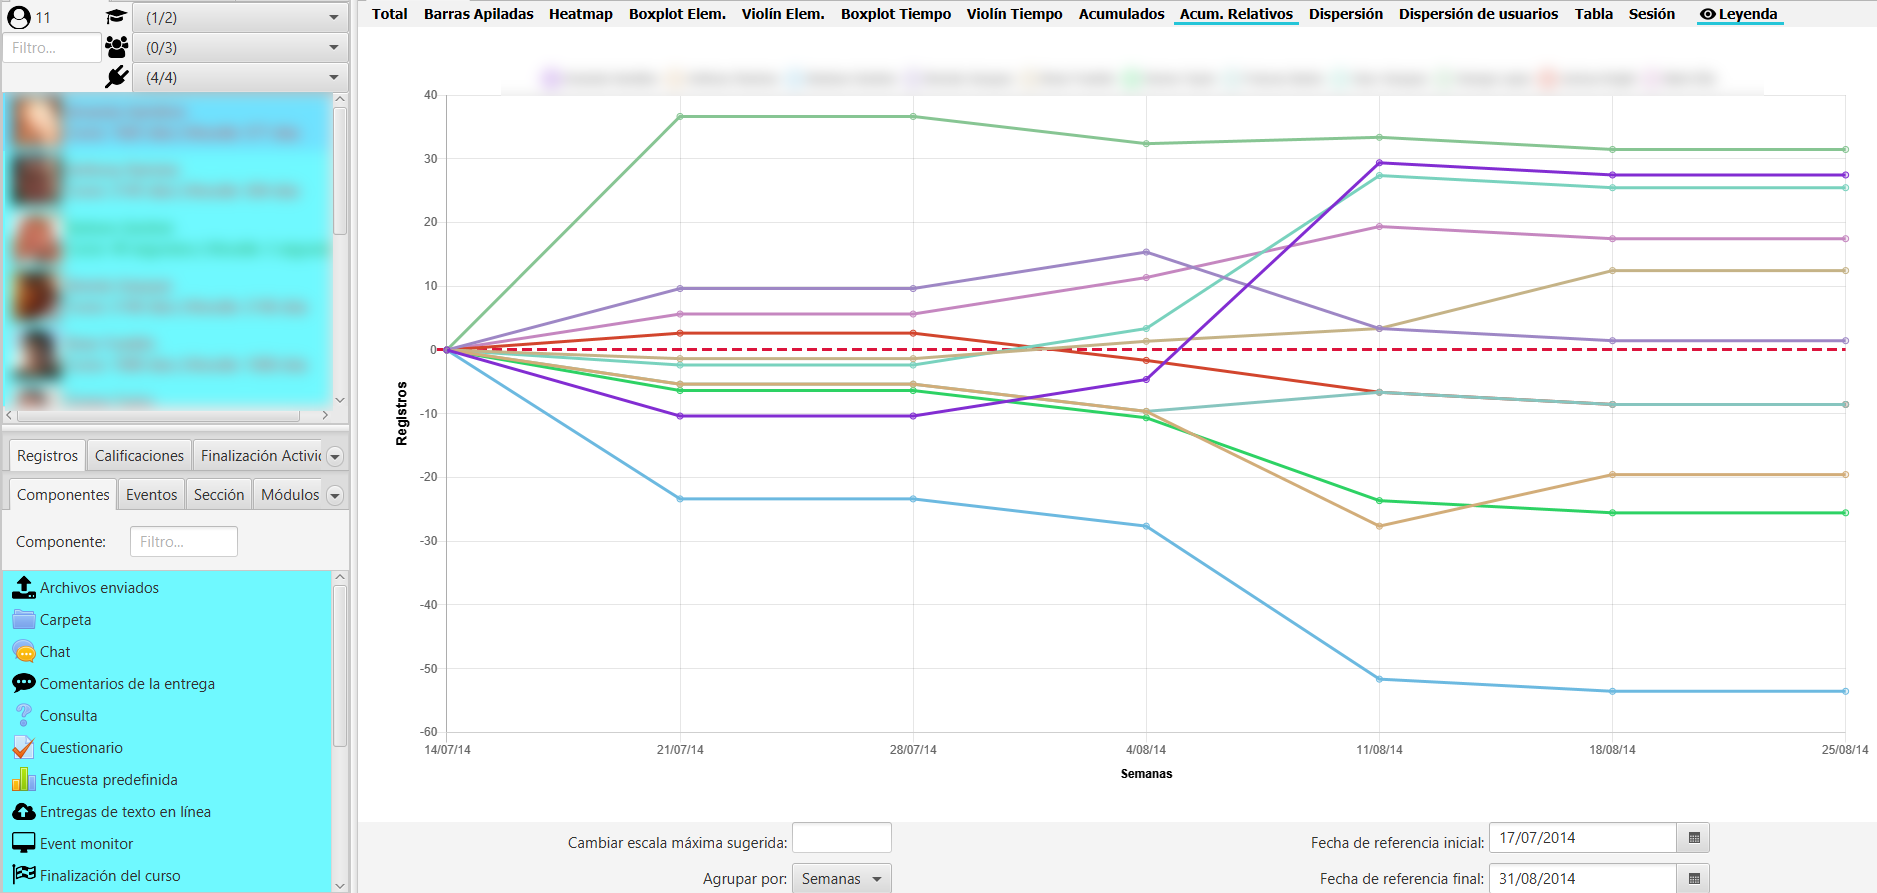 11
(1/2)
Filtro...
(0/3)
(4/4)
Registros
Calificaciones
Finalización Activi
Componentes
Eventos
Sección
Módulos
Componente:
Filtro...
Archivos enviados
Carpeta
Chat
Comentarios de la entrega
Consulta
Cuestionario
Encuesta predefinida
Entregas de texto en línea
Event monitor
Finalización del curso
Total
Barras Apiladas
Heatmap
Boxplot Elem.
Violín Elem.
Boxplot Tiempo
Violín Tiempo
Acumulados
Acum. Relativos
Dispersión
Dispersión de usuarios
Tabla
Sesión
Leyenda
40
30
20
10
0
-10
-20
-30
-40
-50
-60
Registros
14/07/14
21/07/14
28/07/14
4/08/14
11/08/14
18/08/14
25/08/14
Semanas
Cambiar escala máxima sugerida:
Fecha de referencia inicial:
17/07/2014
Agrupar por:
Semanas
Fecha de referencia final:
31/08/2014